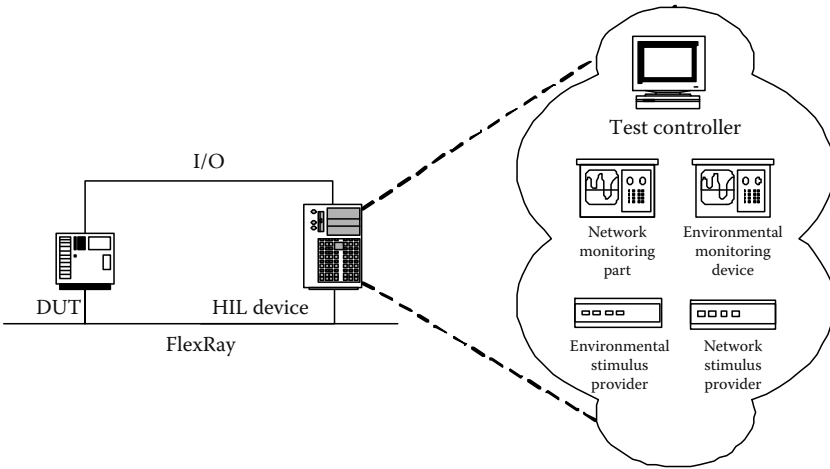 Test controller
I/O
Network
monitoring
part
Environmental
monitoring
device
DUT
HIL device
FlexRay
Environmental
stimulus
provider
Network
stimulus
provider